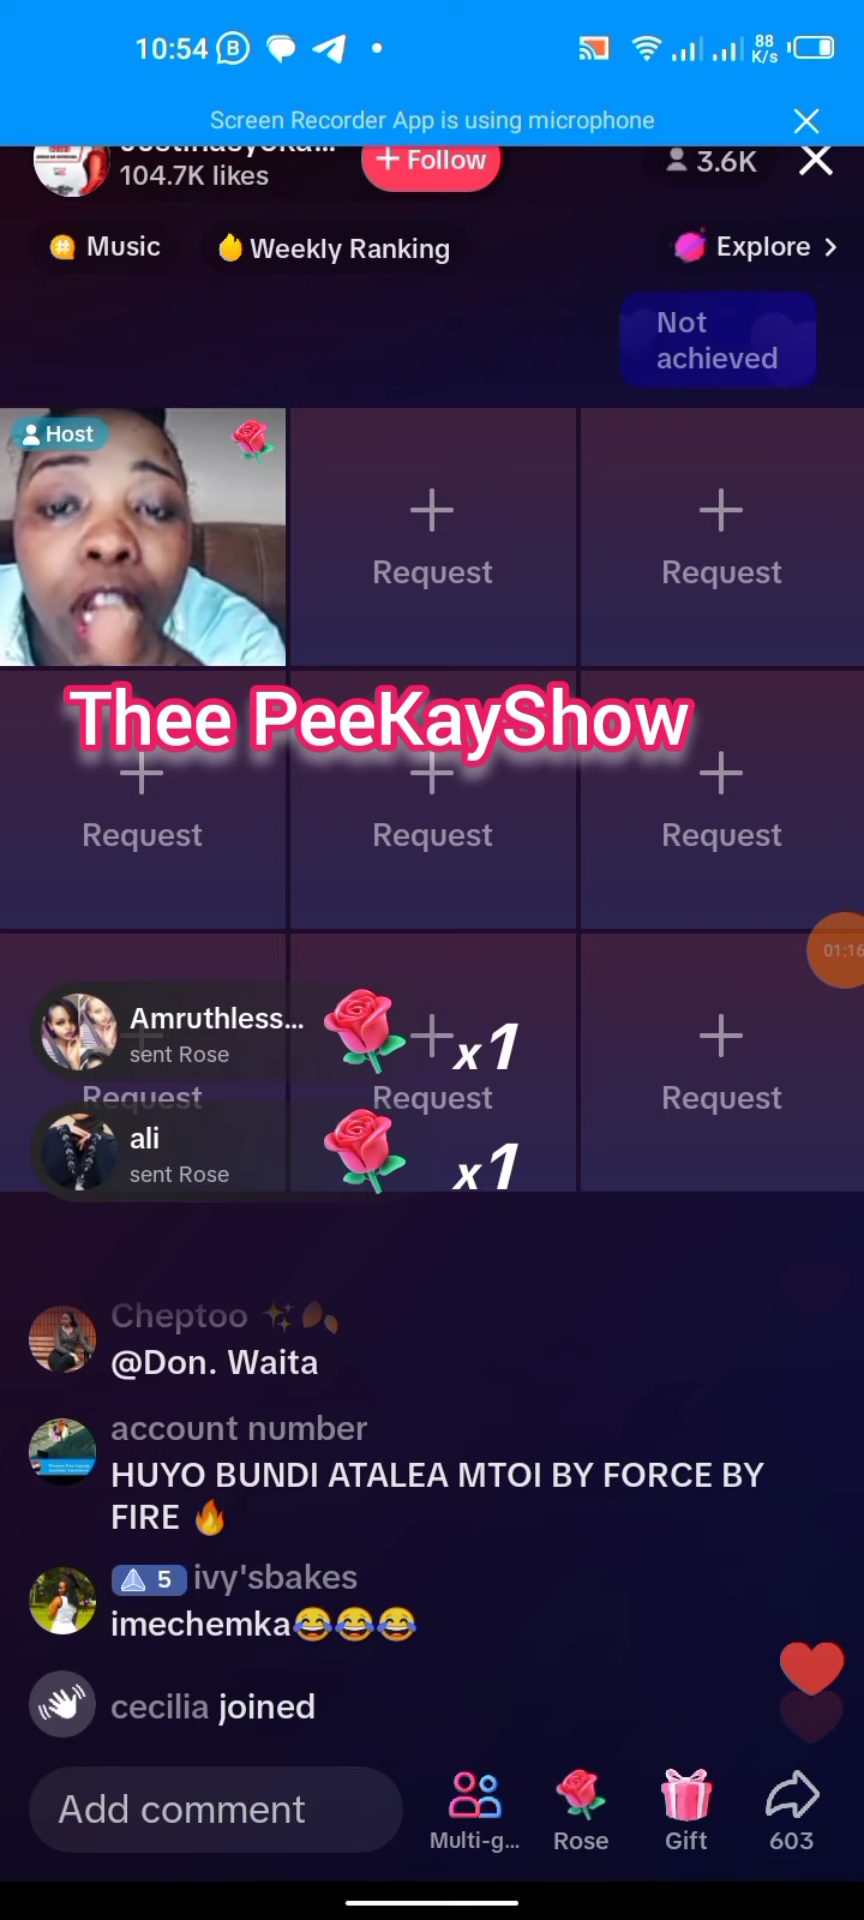 10:54
88
K/s
Screen Recorder App is using microphone
104.7K likes
+ Follow
3.6K
Music
Weekly Ranking
Explore
Not
achieved
Host
Request
Request
Thee PeeKayShow
Request
Request
Request
01:16
Amruthless...
sent Rose
x1
Request
Request
Request
ali
sent Rose
x1
Cheptoo
@Don. Waita
account number
HUYO BUNDI ATALEA MTOI BY FORCE BY
FIRE 🔥
5 ivy'sbakes
imechemka😂😂😂
cecilia joined
Add comment
Multi-g...
Rose
Gift
603